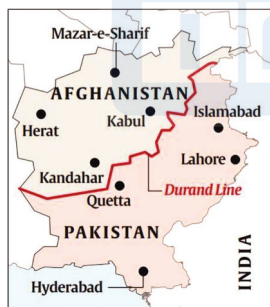 Mazar-e-Sharif
AFGHANISTAN
Kabul
Islamabad
Herat
Lahore
Kandahar
Durand Line
Quetta
PAKISTAN
INDIA
Hyderabad